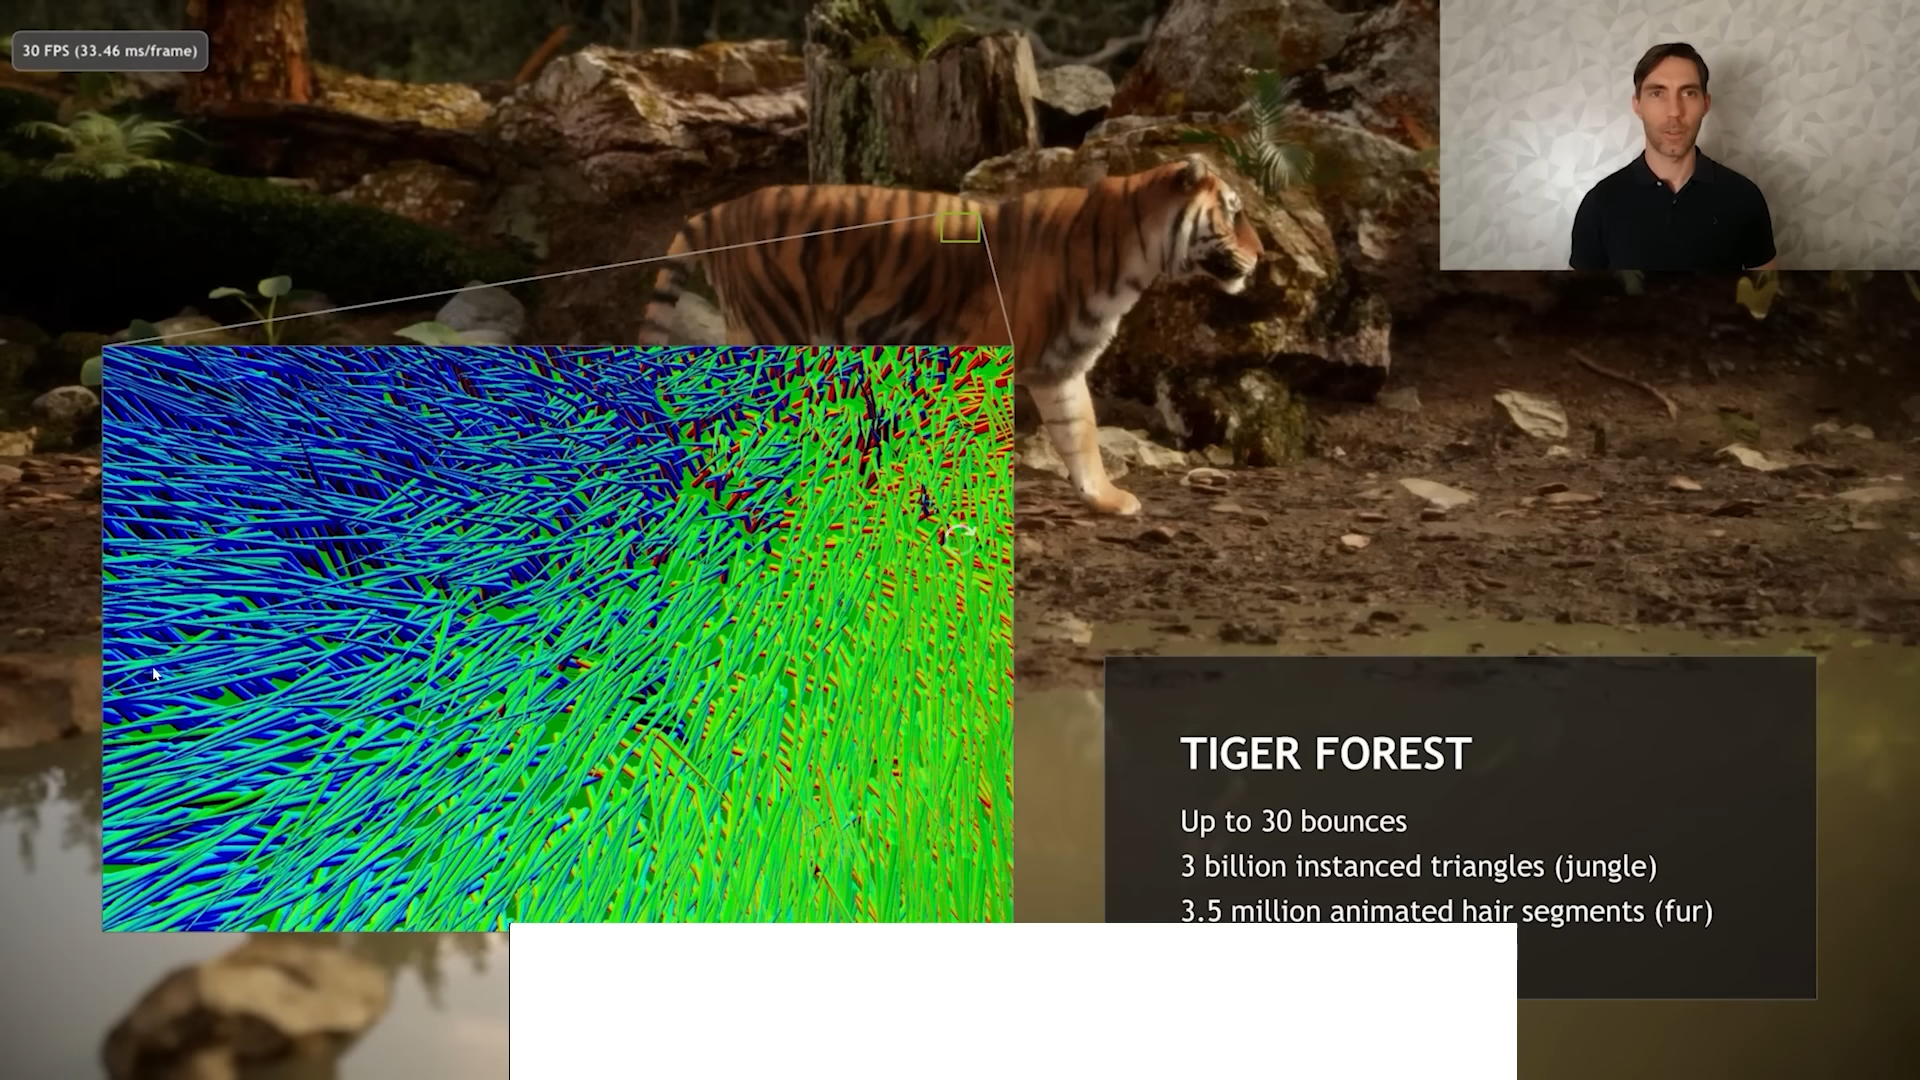 30 FPS (33.46 ms/frame)
TIGER FOREST
Up to 30 bounces
3 billion instanced triangles (jungle)
3.5 million animated hair segments (fur)